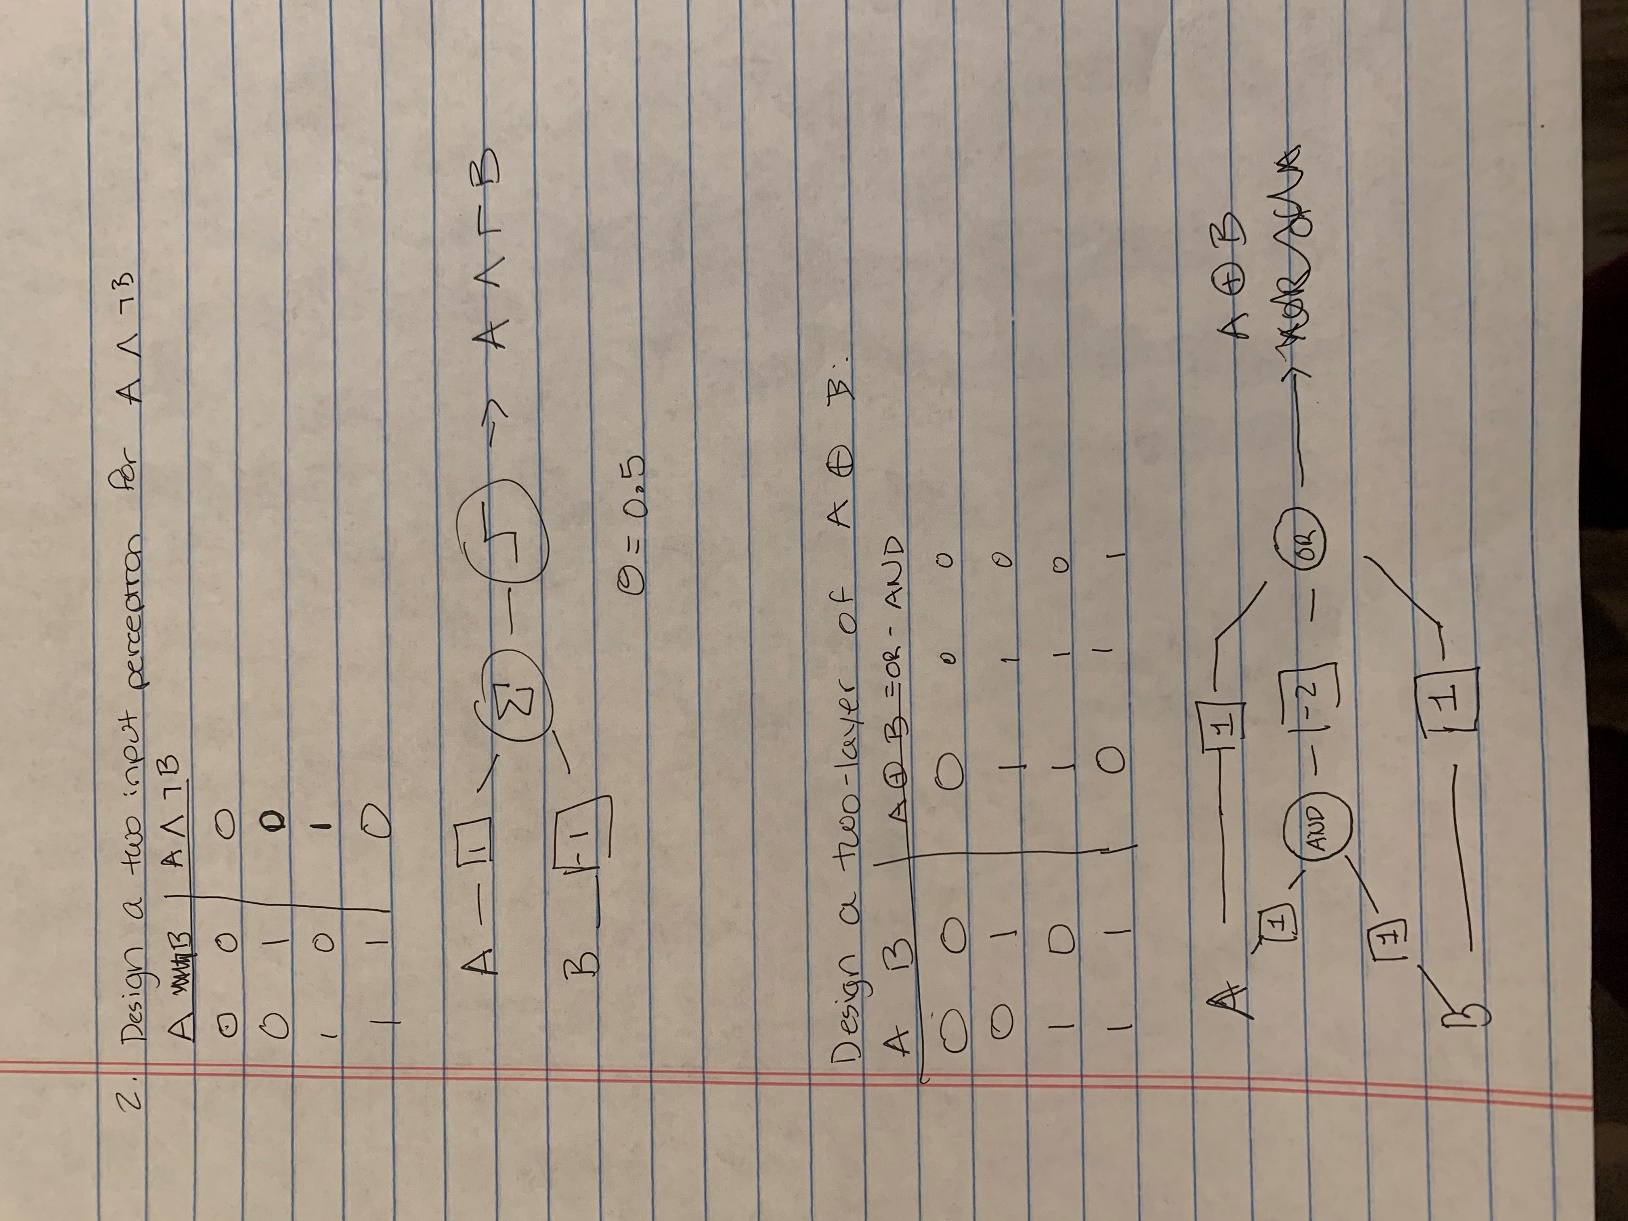 2. Design a two input perceptron for A ∧ ¬B
A B | A ∧ ¬B
0 0 0
0 1 0
1 0 1
1 1 0
A 1 Σ → A ∧ ¬ B
B -1
θ = 0.5
Design a two-layer of A ⊕ B.
A B A ⊕ B = OR - AND
0 0 0 0 0
0 1 1 1 0
1 0 1 1 0
1 1 0 1 1
A 1 A ⊕ B
1
AND -2 OR →
1
B 1